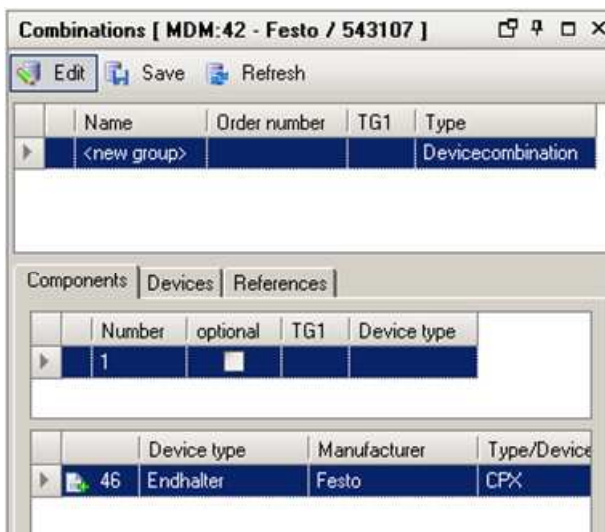 Combinations [ MDM:42 - Festo / 543107 ]
Edit Save Refresh
Name Order number TG1 Type
<new group> Devicecombination
Components Devices References
Number optional TG1 Device type
1
Device type Manufacturer Type/Device
46 Endhalter Festo CPX